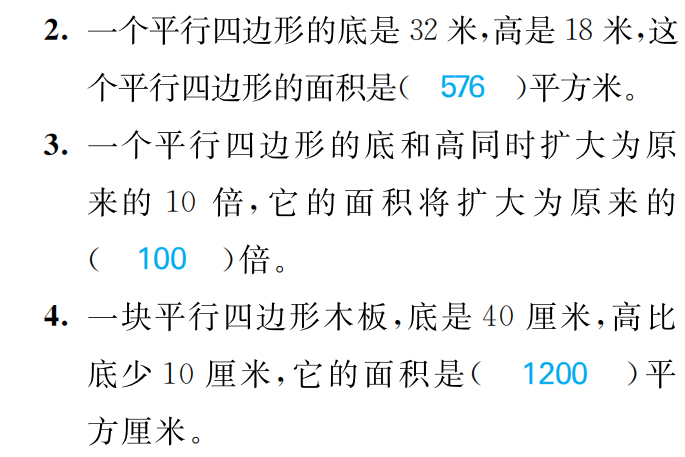 2. 一个平行四边形的底是 32 米,高是 18 米,这
个平行四边形的面积是( 576 )平方米。
3. 一个平行四边形的底和高同时扩大为原
来的 10 倍,它的面积将扩大为原来的
( 100 )倍。
4. 一块平行四边形木板,底是 40 厘米,高比
底少 10 厘米,它的面积是( 1200 )平
方厘米。